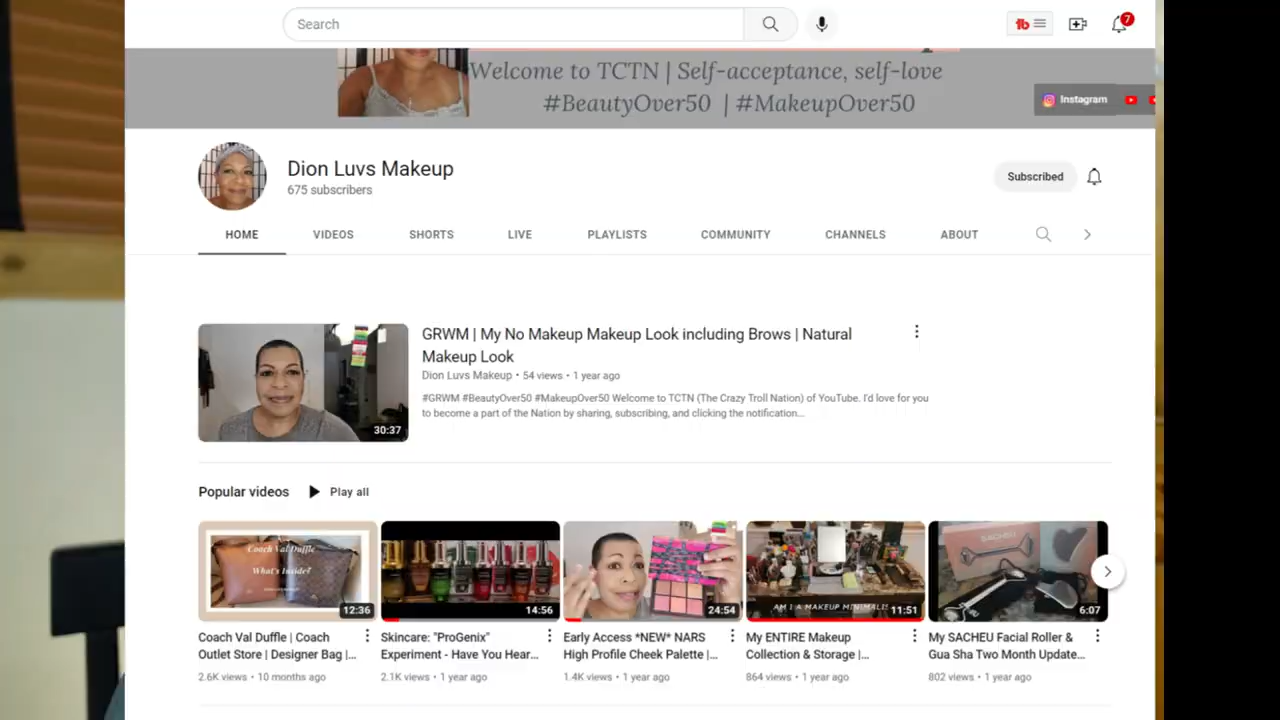 Search
7
Welcome to TCTN | Self-acceptance, self-love
#BeautyOver50 | #MakeupOver50
Instagram
Dion Luvs Makeup
675 subscribers
Subscribed
HOME VIDEOS SHORTS LIVE PLAYLISTS COMMUNITY CHANNELS ABOUT
GRWM | My No Makeup Makeup Look including Brows | Natural
Makeup Look
Dion Luvs Makeup • 54 views • 1 year ago
#GRWM #BeautyOver50 #MakeupOver50 Welcome to TCTN (The Crazy Troll Nation) of YouTube. I'd love for you
to become a part of the Nation by sharing, subscribing, and clicking the notification...
30:37
Popular videos Play all
Coach Val Duffle
What's Inside?
12:36
14:56
24:54
AM I A MAKEUP MINIMALIS
11:51
SACHEU
6:07
Coach Val Duffle | Coach
Outlet Store | Designer Bag |...
2.6K views • 10 months ago
Skincare: "ProGenix"
Experiment - Have You Hear...
2.1K views • 1 year ago
Early Access *NEW* NARS
High Profile Cheek Palette |...
1.4K views • 1 year ago
My ENTIRE Makeup
Collection & Storage |...
864 views • 1 year ago
My SACHEU Facial Roller &
Gua Sha Two Month Update...
802 views • 1 year ago